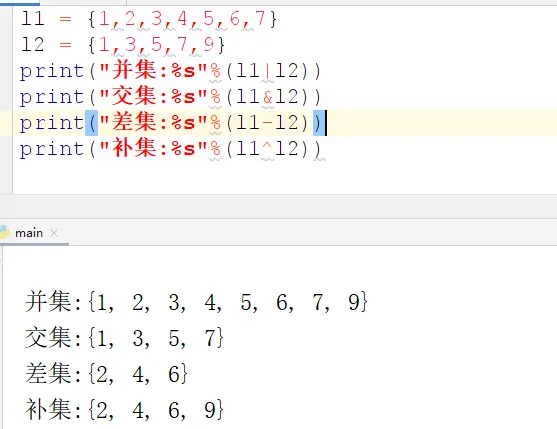 l1 = {1,2,3,4,5,6,7}
l2 = {1,3,5,7,9}
print("并集:%s"%(l1|l2))
print("交集:%s"%(l1&l2))
print("差集:%s"%(l1-l2))
print("补集:%s"%(l1^l2))
main
并集:{1, 2, 3, 4, 5, 6, 7, 9}
交集:{1, 3, 5, 7}
差集:{2, 4, 6}
补集:{2, 4, 6, 9}